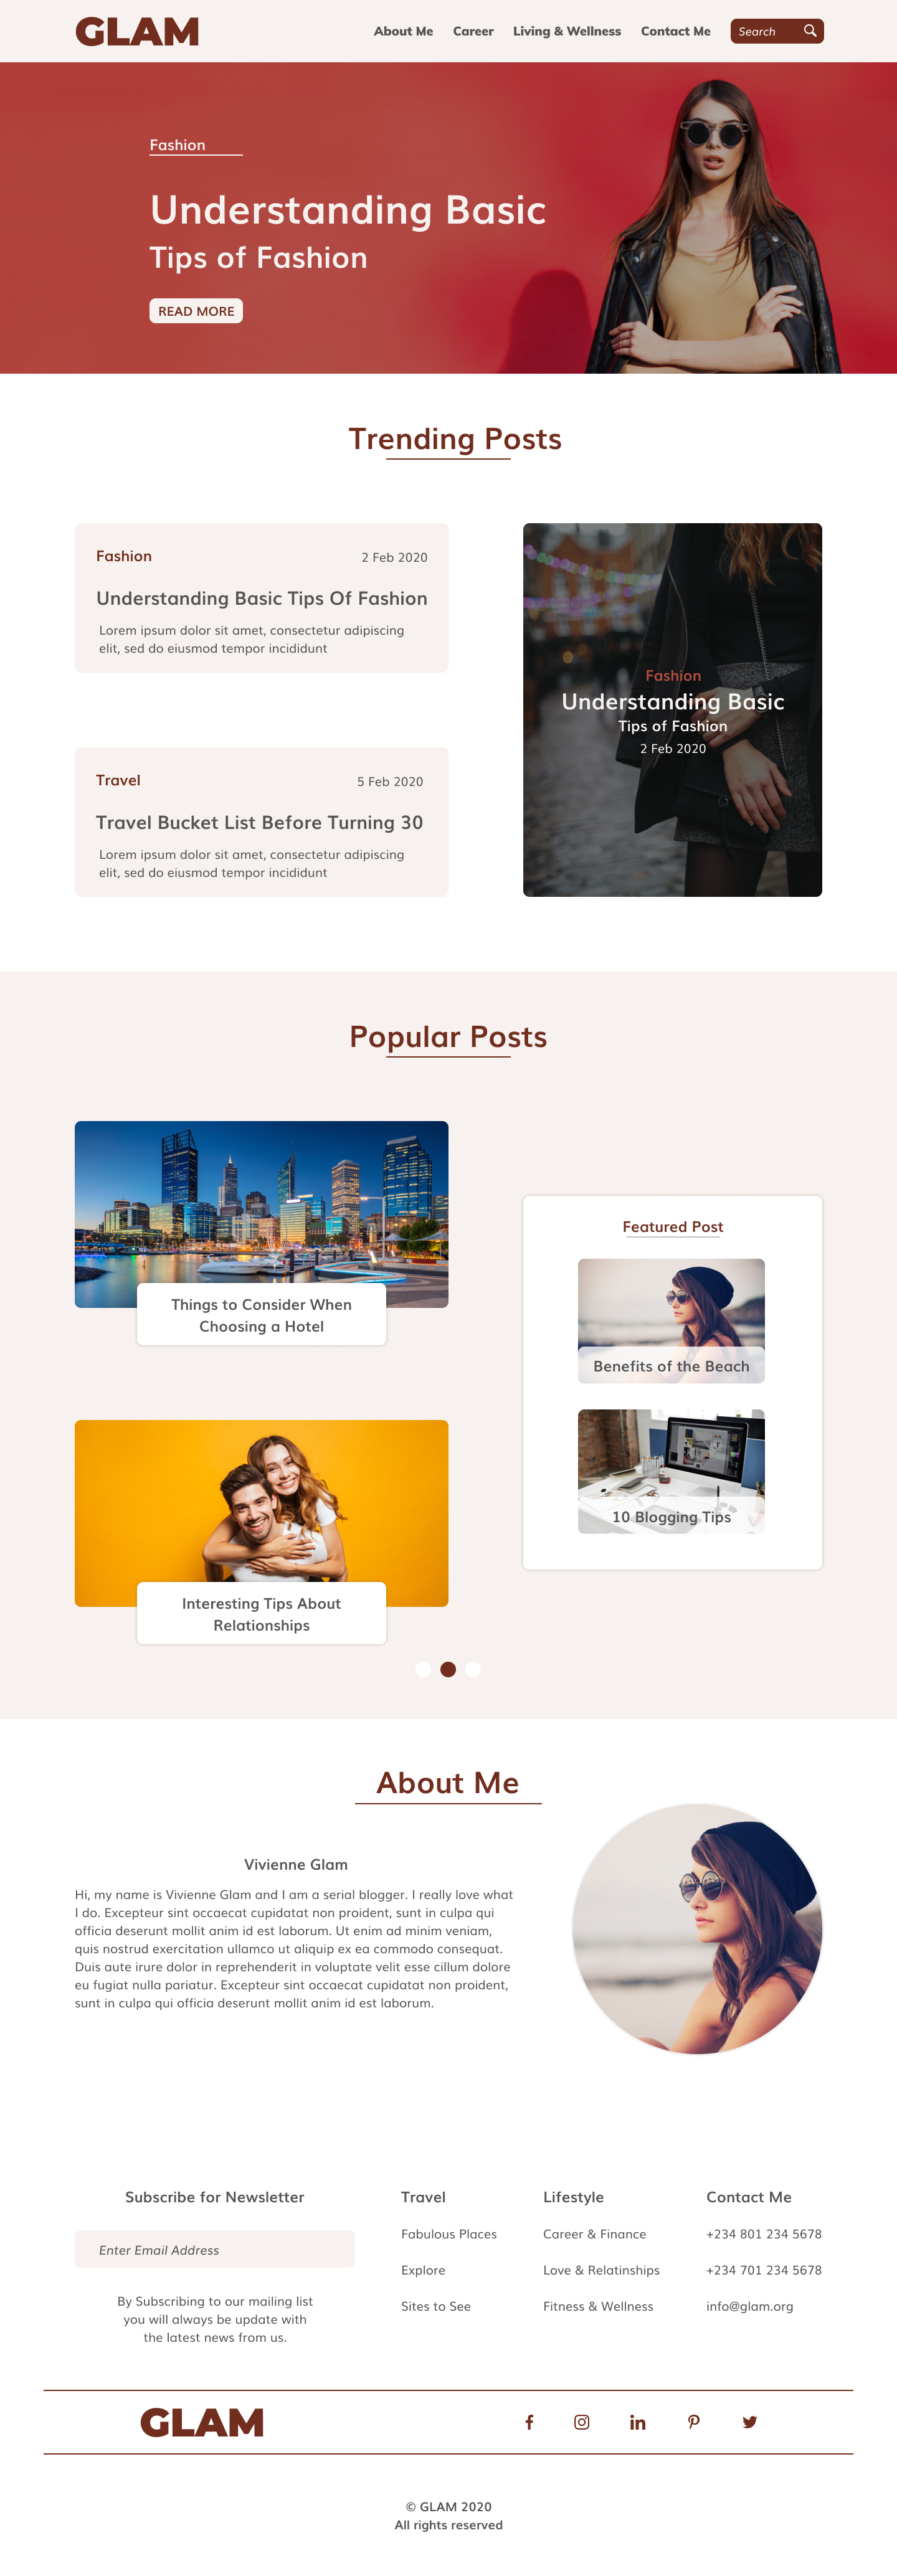 GLAM
About Me
Career
Living & Wellness
Contact Me
Search
Fashion
Understanding Basic
Tips of Fashion
READ MORE
Trending Posts
Fashion
2 Feb 2020
Understanding Basic Tips Of Fashion
Lorem ipsum dolor sit amet, consectetur adipiscing
elit, sed do eiusmod tempor incididunt
Travel
5 Feb 2020
Travel Bucket List Before Turning 30
Lorem ipsum dolor sit amet, consectetur adipiscing
elit, sed do eiusmod tempor incididunt
Fashion
Understanding Basic
Tips of Fashion
2 Feb 2020
Popular Posts
Things to Consider When
Choosing a Hotel
Interesting Tips About
Relationships
Featured Post
Benefits of the Beach
10 Blogging Tips
About Me
Vivienne Glam
Hi, my name is Vivienne Glam and I am a serial blogger. I really love what
I do. Excepteur sint occaecat cupidatat non proident, sunt in culpa qui
officia deserunt mollit anim id est laborum. Ut enim ad minim veniam,
quis nostrud exercitation ullamco ut aliquip ex ea commodo consequat.
Duis aute irure dolor in reprehenderit in voluptate velit esse cillum dolore
eu fugiat nulla pariatur. Excepteur sint occaecat cupidatat non proident,
sunt in culpa qui officia deserunt mollit anim id est laborum.
Subscribe for Newsletter
Enter Email Address
By Subscribing to our mailing list
you will always be update with
the latest news from us.
Travel
Fabulous Places
Explore
Sites to See
Lifestyle
Career & Finance
Love & Relatinships
Fitness & Wellness
Contact Me
+234 801 234 5678
+234 701 234 5678
info@glam.org
GLAM
© GLAM 2020
All rights reserved